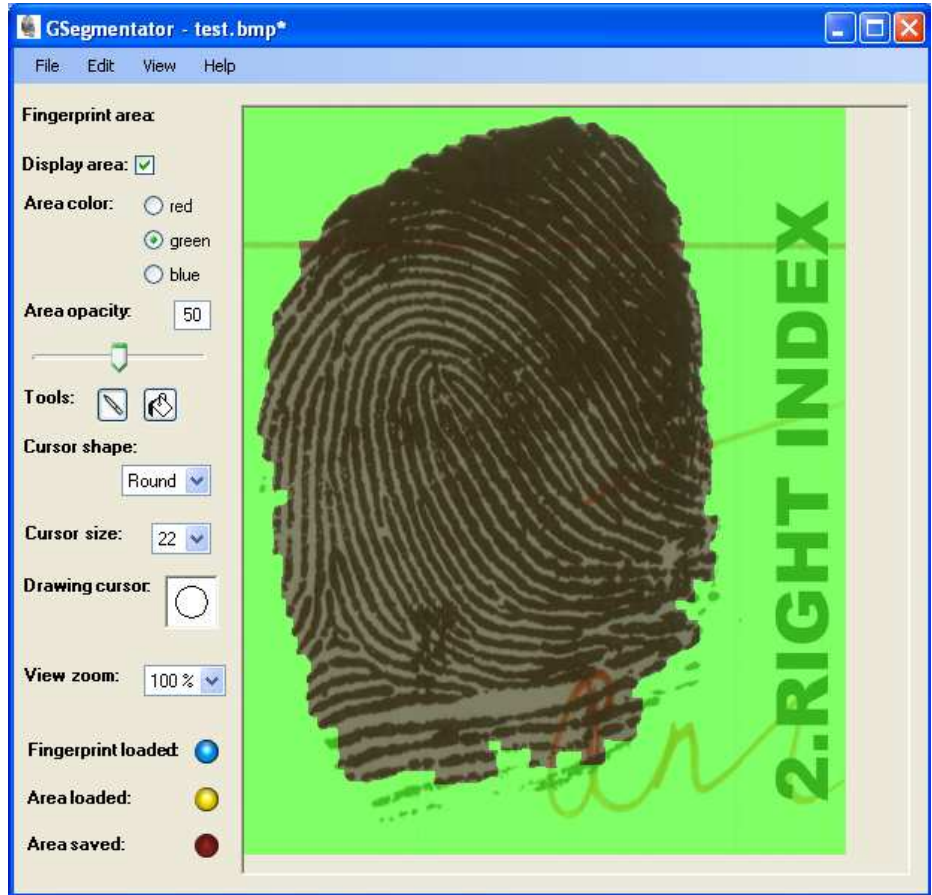 GSegmentator - test.bmp*
File Edit View Help
Fingerprint area:
Display area:
Area color:
red
green
blue
Area opacity:
50
Tools:
Cursor shape:
Round
Cursor size:
22
Drawing cursor:
View zoom:
100 %
Fingerprint loaded:
Area loaded:
Area saved:
2.RIGHT INDEX